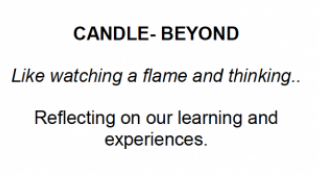 CANDLE- BEYOND
Like watching a flame and thinking..
Reflecting on our learning and
experiences.